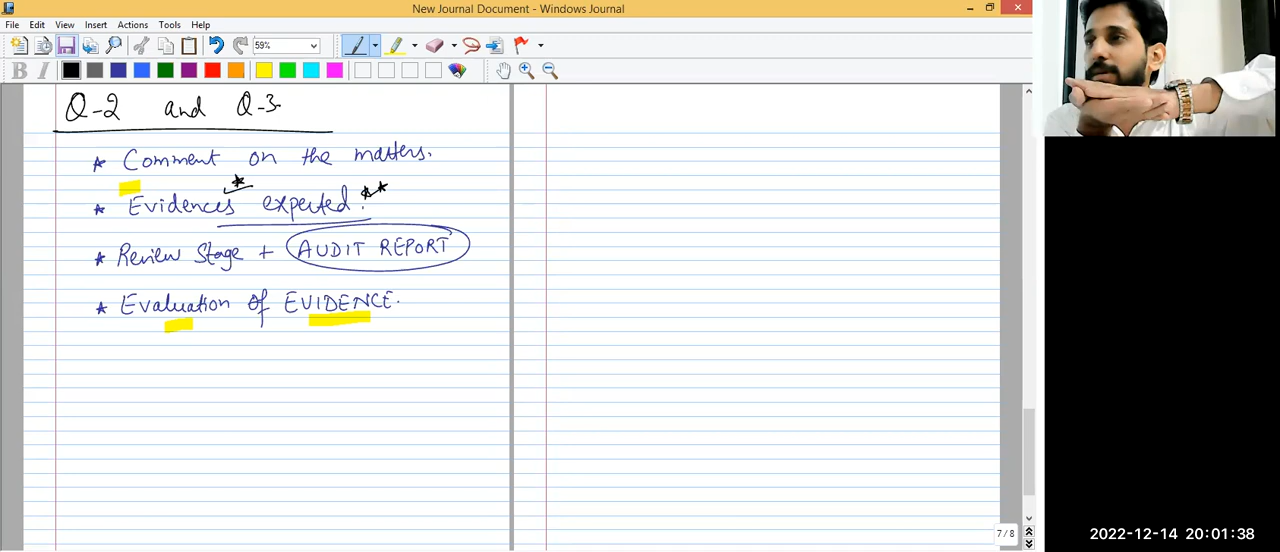 New Journal Document - Windows Journal
File Edit View Insert Actions Tools Help
59%
B I
Q-2 and Q-3
★ Comment on the matters.
★ Evidences expected. ★★
★ Review Stage + AUDIT REPORT
★ Evaluation of EVIDENCE.
7 / 8
2022-12-14 20:01:38